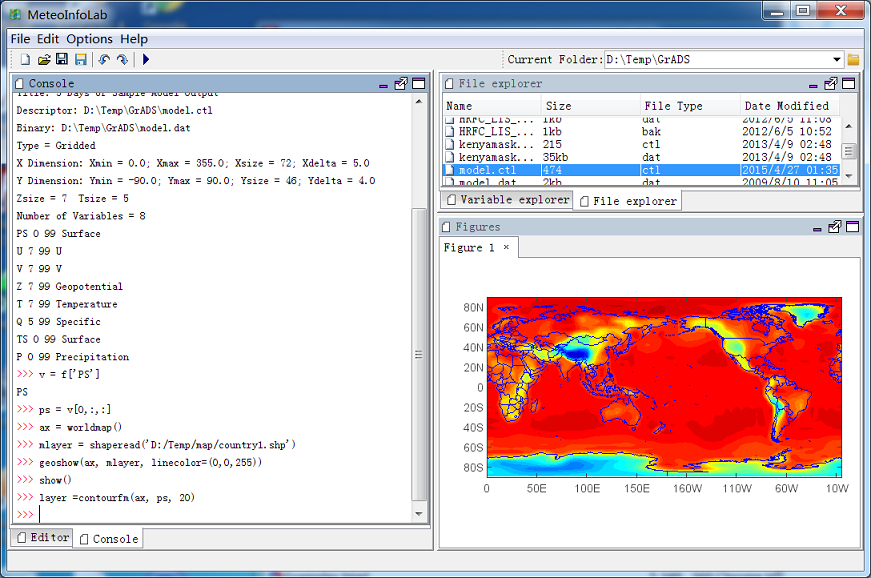 MeteoInfoLab
File Edit Options Help
Current Folder: D:\Temp\GrADS
Console
Title: 5 Days of Sample Model Output
Descriptor: D:\Temp\GrADS\model.ctl
Binary: D:\Temp\GrADS\model.dat
Type = Gridded
X Dimension: Xmin = 0.0; Xmax = 355.0; Xsize = 72; Xdelta = 5.0
Y Dimension: Ymin = -90.0; Ymax = 90.0; Ysize = 46; Ydelta = 4.0
Zsize = 7 Tsize = 5
Number of Variables = 8
PS 0 99 Surface
U 7 99 U
V 7 99 V
Z 7 99 Geopotential
T 7 99 Temperature
Q 5 99 Specific
TS 0 99 Surface
P 0 99 Precipitation
>>> v = f['PS']
PS
>>> ps = v[0,:,:]
>>> ax = worldmap()
>>> mlayer = shaperead('D:/Temp/map/country1.shp')
>>> geoshow(ax, mlayer, linecolor=(0,0,255))
>>> show()
>>> layer =contourfm(ax, ps, 20)
>>>
Editor Console
File explorer
Name Size File Type Date Modified
HRFC_LIS_... 1kb dat 2012/6/5 11:08
HRFC_LIS_... 1kb bak 2012/6/5 10:52
kenyamask... 215 ctl 2013/4/9 02:48
kenyamask... 35kb dat 2013/4/9 02:48
model.ctl 474 ctl 2015/4/27 01:35
model.dat 2kb dat 2009/8/10 11:05
Variable explorer File explorer
Figures
Figure 1 ×
80N
60N
40N
20N
0
20S
40S
60S
80S
0 50E 100E 150E 160W 110W 60W 10W